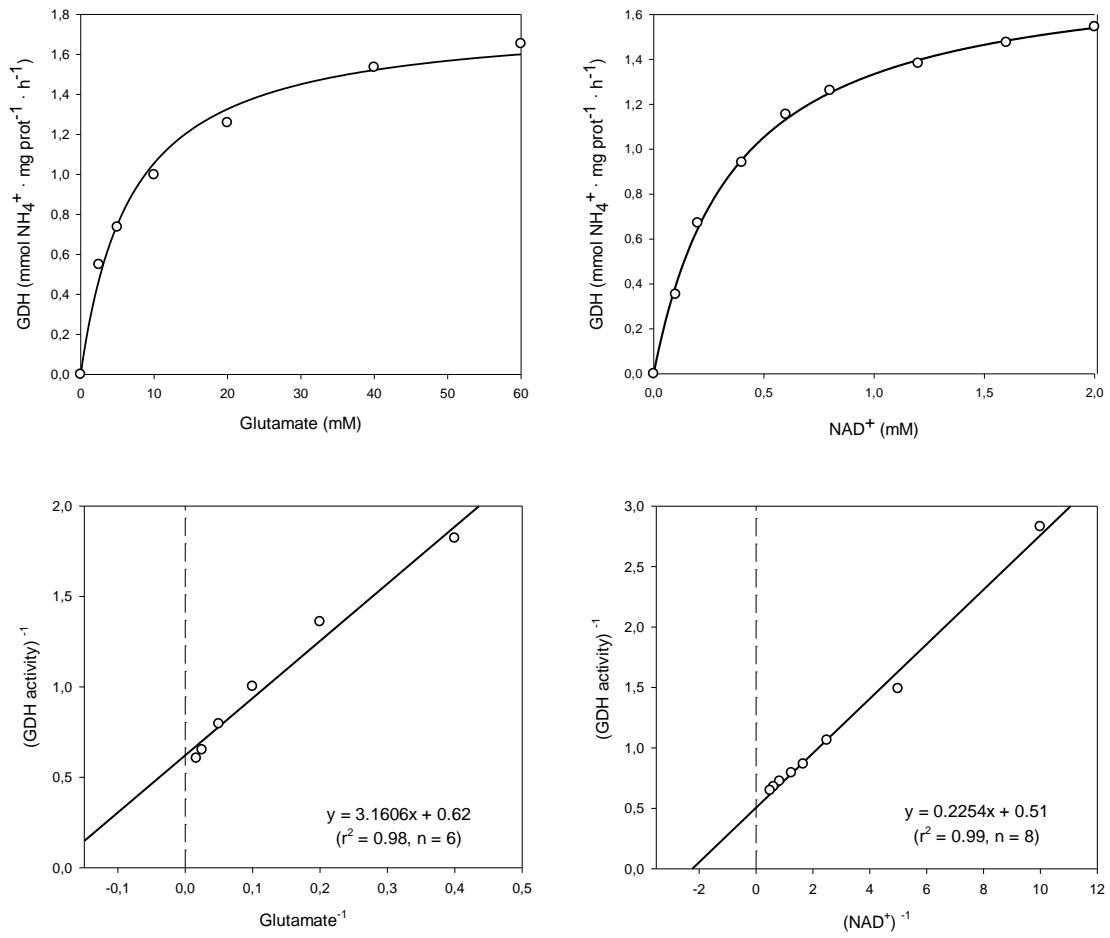 GDH (mmol NH₄⁺ · mg prot⁻¹ · h⁻¹)
1,8
1,6
1,4
1,2
1,0
0,8
0,6
0,4
0,2
0,0
0 10 20 30 40 50 60
Glutamate (mM)
GDH (mmol NH₄⁺ · mg prot⁻¹ · h⁻¹)
1,6
1,4
1,2
1,0
0,8
0,6
0,4
0,2
0,0
0,0 0,5 1,0 1,5 2,0
NAD⁺ (mM)
(GDH activity) ⁻¹
2,0
1,5
1,0
0,5
0,0
y = 3.1606x + 0.62
(r² = 0.98, n = 6)
-0,1 0,0 0,1 0,2 0,3 0,4 0,5
Glutamate⁻¹
(GDH activity) ⁻¹
3,0
2,5
2,0
1,5
1,0
0,5
0,0
y = 0.2254x + 0.51
(r² = 0.99, n = 8)
-2 0 2 4 6 8 10 12
(NAD⁺) ⁻¹